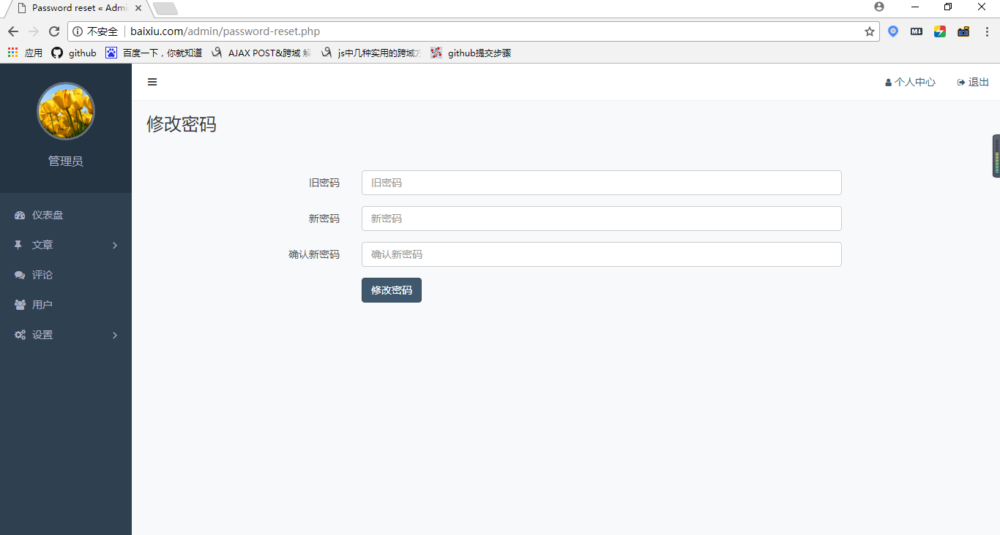 Password reset « Admi
不安全 baixiu.com/admin/password-reset.php
应用 github 百度一下，你就知道 AJAX POST&跨域 解 js中几种实用的跨域方 github提交步骤
管理员
仪表盘
文章
评论
用户
设置
个人中心 退出
修改密码
旧密码 旧密码
新密码 新密码
确认新密码 确认新密码
修改密码